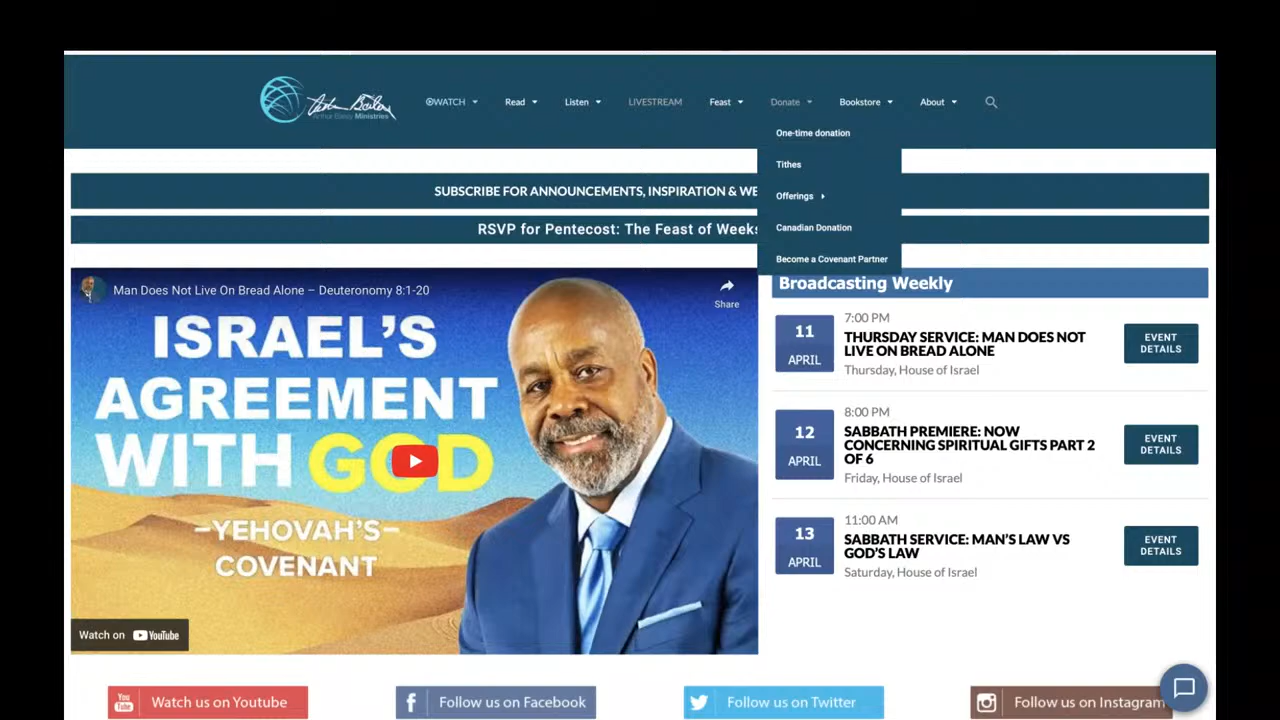 Arthur Bailey Ministries
WATCH
Read
Listen
LIVESTREAM
Feast
Donate
Bookstore
About
One-time donation
Tithes
Offerings
Canadian Donation
Become a Covenant Partner
SUBSCRIBE FOR ANNOUNCEMENTS, INSPIRATION & WE
RSVP for Pentecost: The Feast of Weeks
Man Does Not Live On Bread Alone – Deuteronomy 8:1-20
Share
ISRAEL'S
AGREEMENT
WITH GOD
–YEHOVAH'S–
COVENANT
Watch on YouTube
Broadcasting Weekly
11
APRIL
7:00 PM
THURSDAY SERVICE: MAN DOES NOT
LIVE ON BREAD ALONE
Thursday, House of Israel
EVENT
DETAILS
12
APRIL
8:00 PM
SABBATH PREMIERE: NOW
CONCERNING SPIRITUAL GIFTS PART 2
OF 6
Friday, House of Israel
EVENT
DETAILS
13
APRIL
11:00 AM
SABBATH SERVICE: MAN'S LAW VS
GOD'S LAW
Saturday, House of Israel
EVENT
DETAILS
You
Tube
Watch us on Youtube
Follow us on Facebook
Follow us on Twitter
Follow us on Instagram